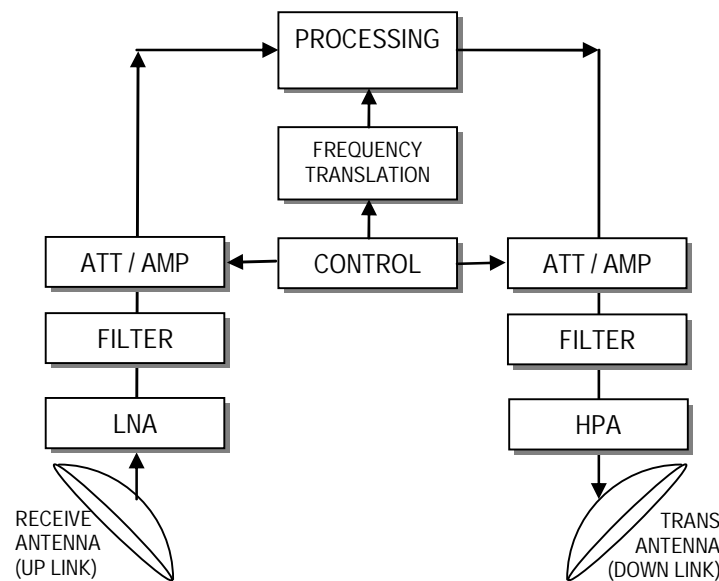 PROCESSING
FREQUENCY
TRANSLATION
ATT / AMP
CONTROL
ATT / AMP
FILTER
FILTER
LNA
HPA
RECEIVE
ANTENNA
(UP LINK)
TRANS
ANTENNA
(DOWN LINK)